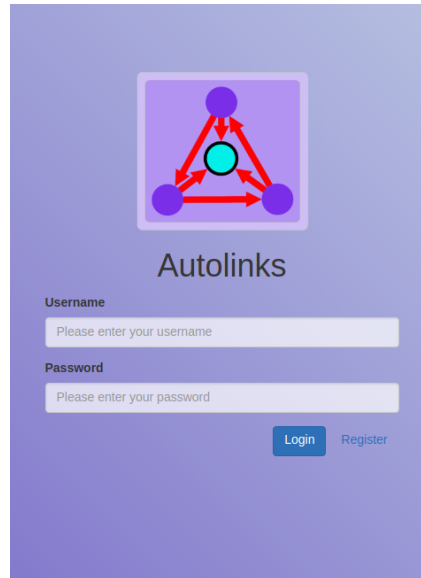 Autolinks
Username
Please enter your username
Password
Please enter your password
Login Register